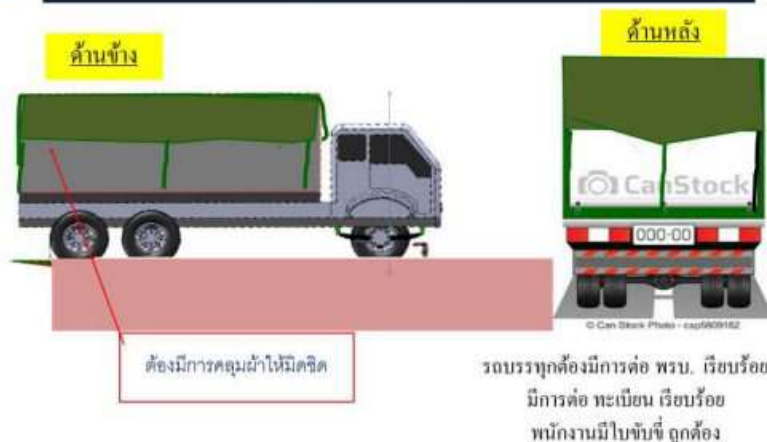 ด้านข้าง
ด้านหลัง
CanStock
000-00
© Can Stock Photo - csp5609162
ต้องมีการคลุมผ้าให้มิดชิด
รถบรรทุกต้องมีการต่อ พรบ. เรียบร้อย
มีการต่อ ทะเบียน เรียบร้อย
พนักงานมีใบขับขี่ ถูกต้อง